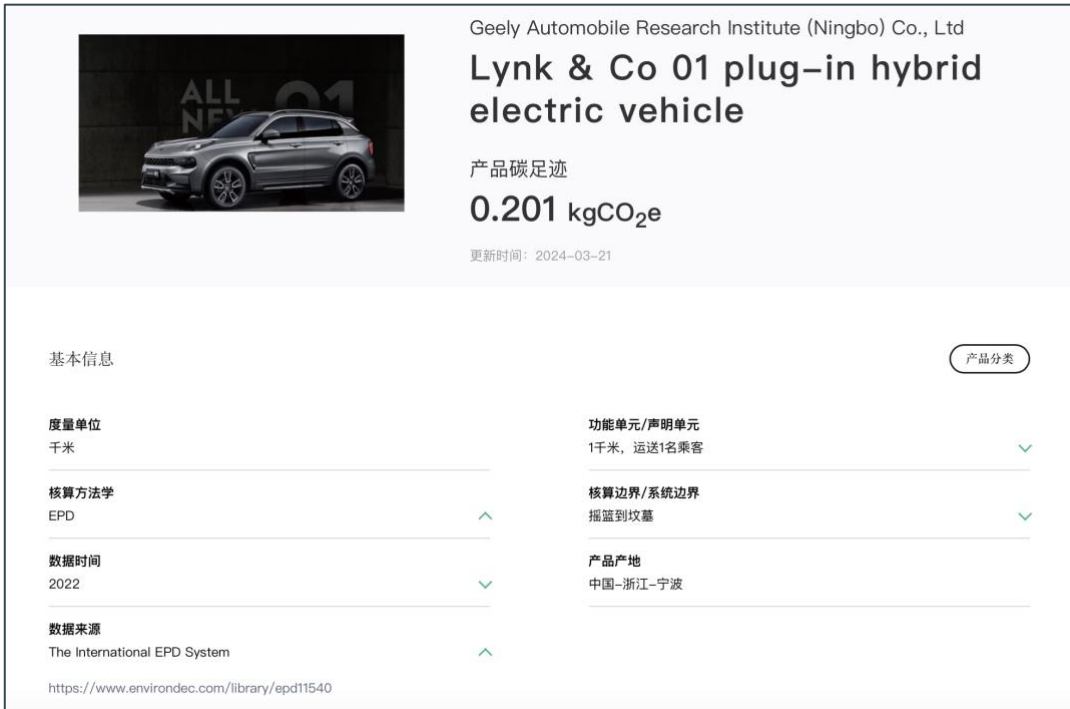 ALL
NEW 01
Geely Automobile Research Institute (Ningbo) Co., Ltd
Lynk & Co 01 plug-in hybrid
electric vehicle
产品碳足迹
0.201 kgCO₂e
更新时间：2024-03-21
基本信息
产品分类
度量单位
千米
功能单元/声明单元
1千米，运送1名乘客
核算方法学
EPD
核算边界/系统边界
摇篮到坟墓
数据时间
2022
产品产地
中国-浙江-宁波
数据来源
The International EPD System
https://www.environdec.com/library/epd11540